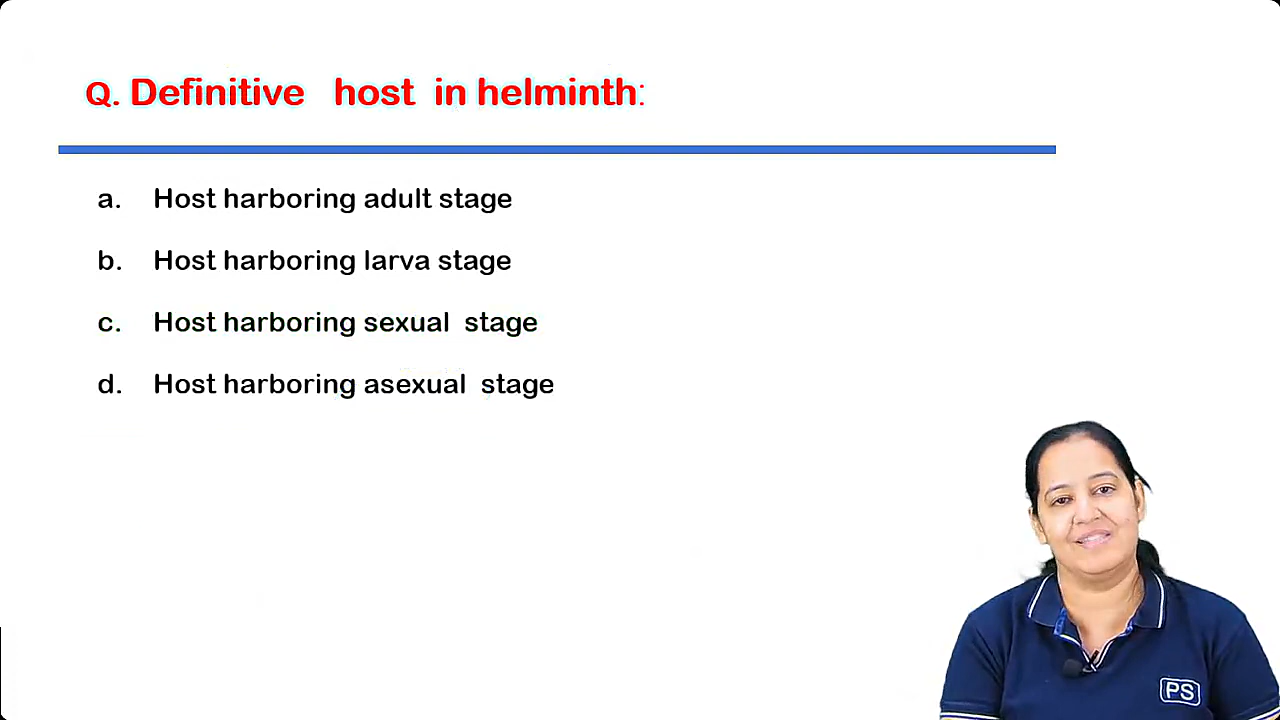 Q. Definitive host in helminth:
a. Host harboring adult stage
b. Host harboring larva stage
c. Host harboring sexual stage
d. Host harboring asexual stage
PS